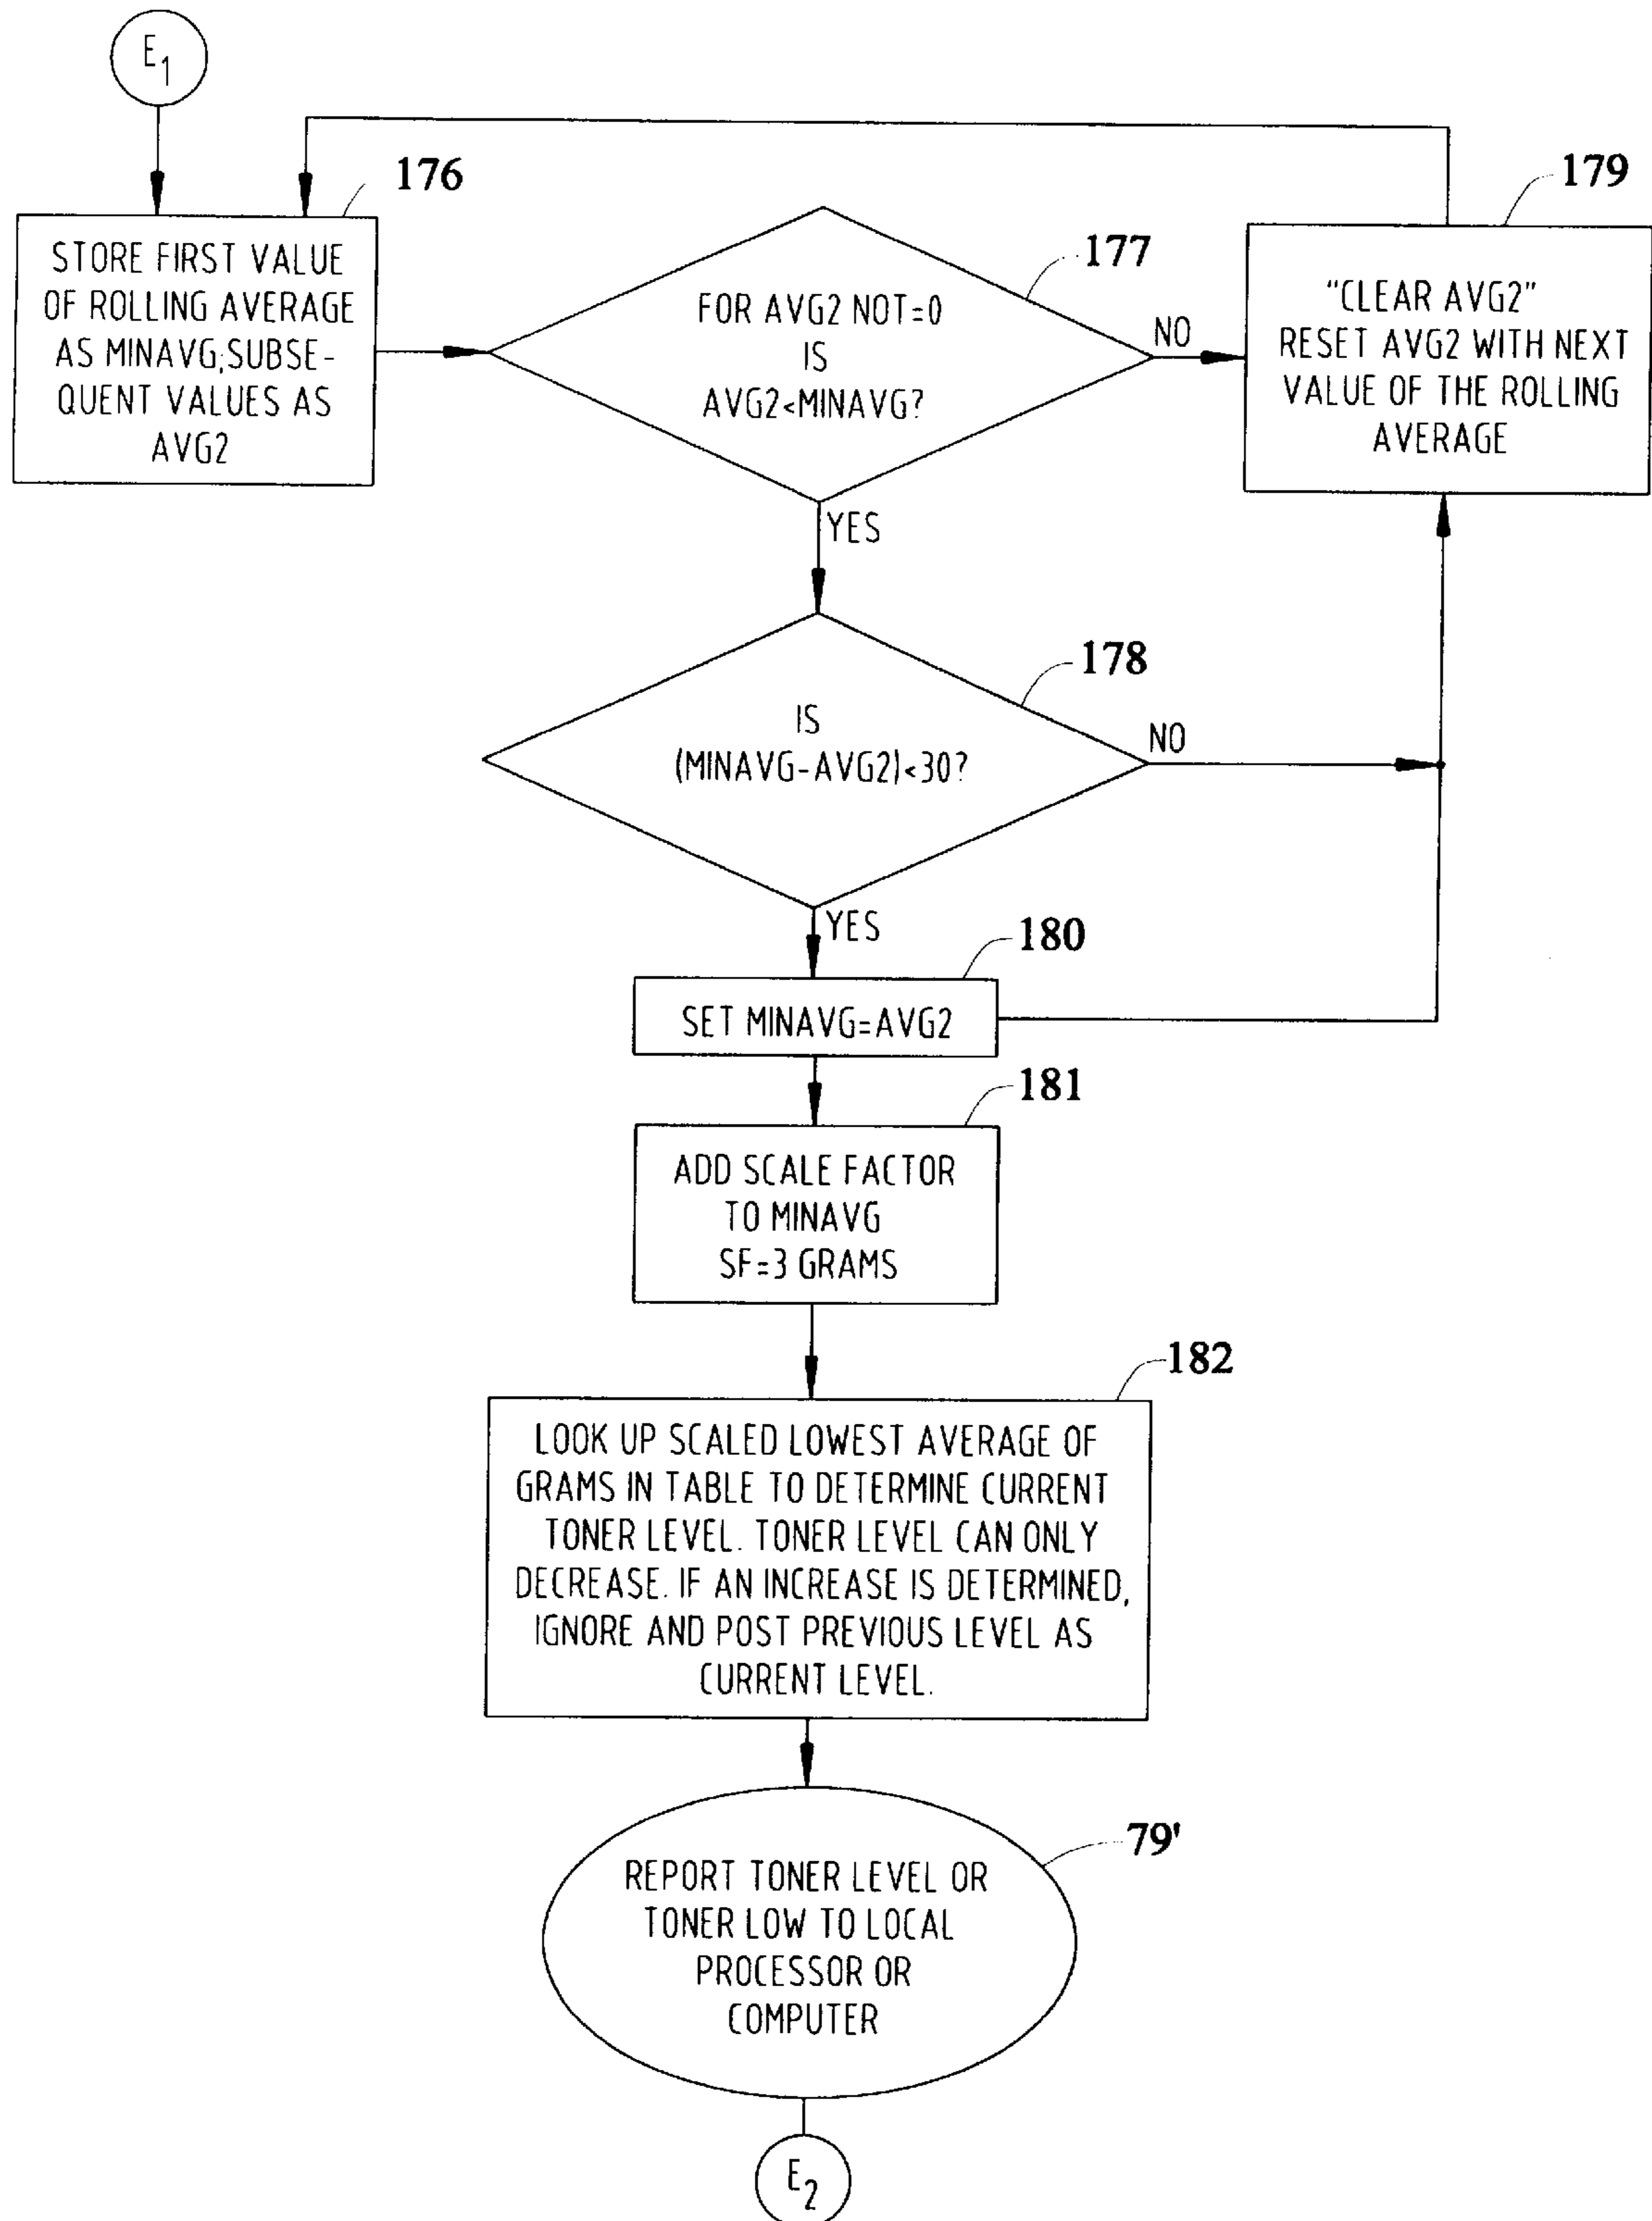 E1
176
STORE FIRST VALUE
OF ROLLING AVERAGE
AS MINAVG;SUBSE-
QUENT VALUES AS
AVG2
177
FOR AVG2 NOT=0
IS
AVG2<MINAVG?
NO
YES
179
"CLEAR AVG2"
RESET AVG2 WITH NEXT
VALUE OF THE ROLLING
AVERAGE
178
IS
(MINAVG-AVG2)<30?
NO
YES
180
SET MINAVG=AVG2
181
ADD SCALE FACTOR
TO MINAVG
SF=3 GRAMS
182
LOOK UP SCALED LOWEST AVERAGE OF
GRAMS IN TABLE TO DETERMINE CURRENT
TONER LEVEL. TONER LEVEL CAN ONLY
DECREASE. IF AN INCREASE IS DETERMINED,
IGNORE AND POST PREVIOUS LEVEL AS
CURRENT LEVEL.
79'
REPORT TONER LEVEL OR
TONER LOW TO LOCAL
PROCESSOR OR
COMPUTER
E2